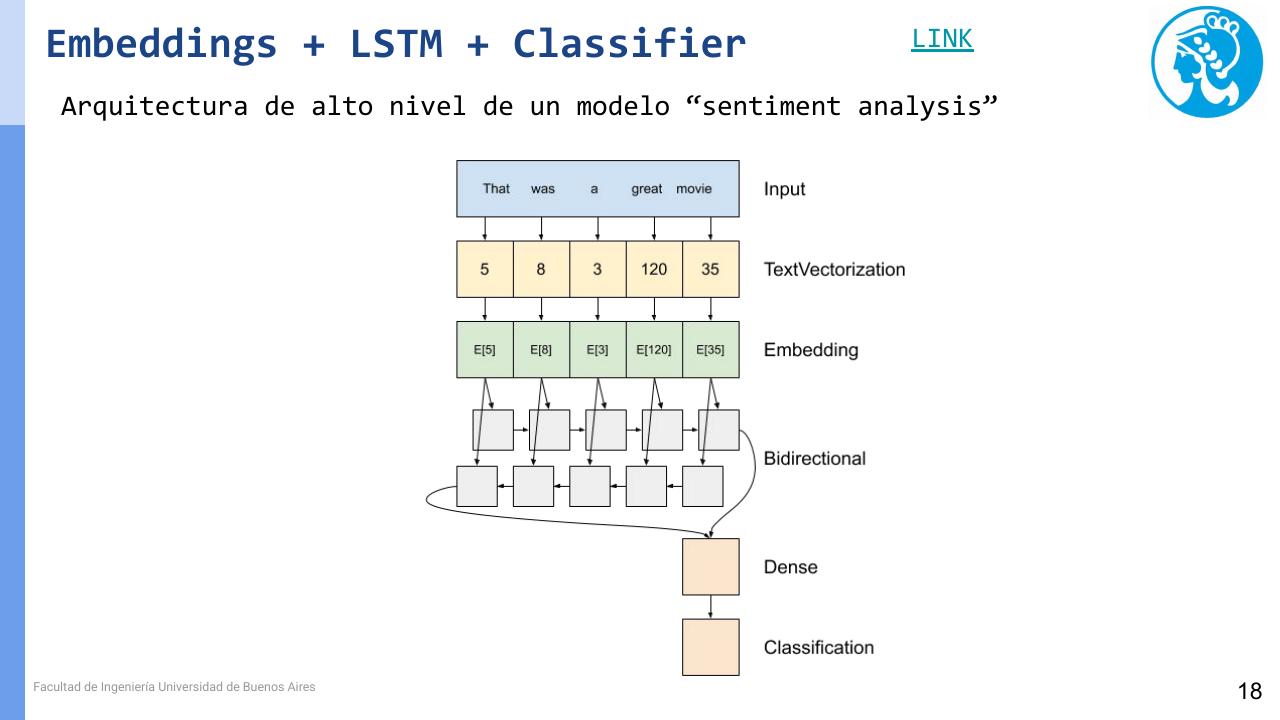 Embeddings + LSTM + Classifier
LINK
Arquitectura de alto nivel de un modelo “sentiment analysis”
That was a great movie
Input
5 8 3 120 35
TextVectorization
E[5] E[8] E[3] E[120] E[35]
Embedding
Bidirectional
Dense
Classification
Facultad de Ingeniería Universidad de Buenos Aires
18